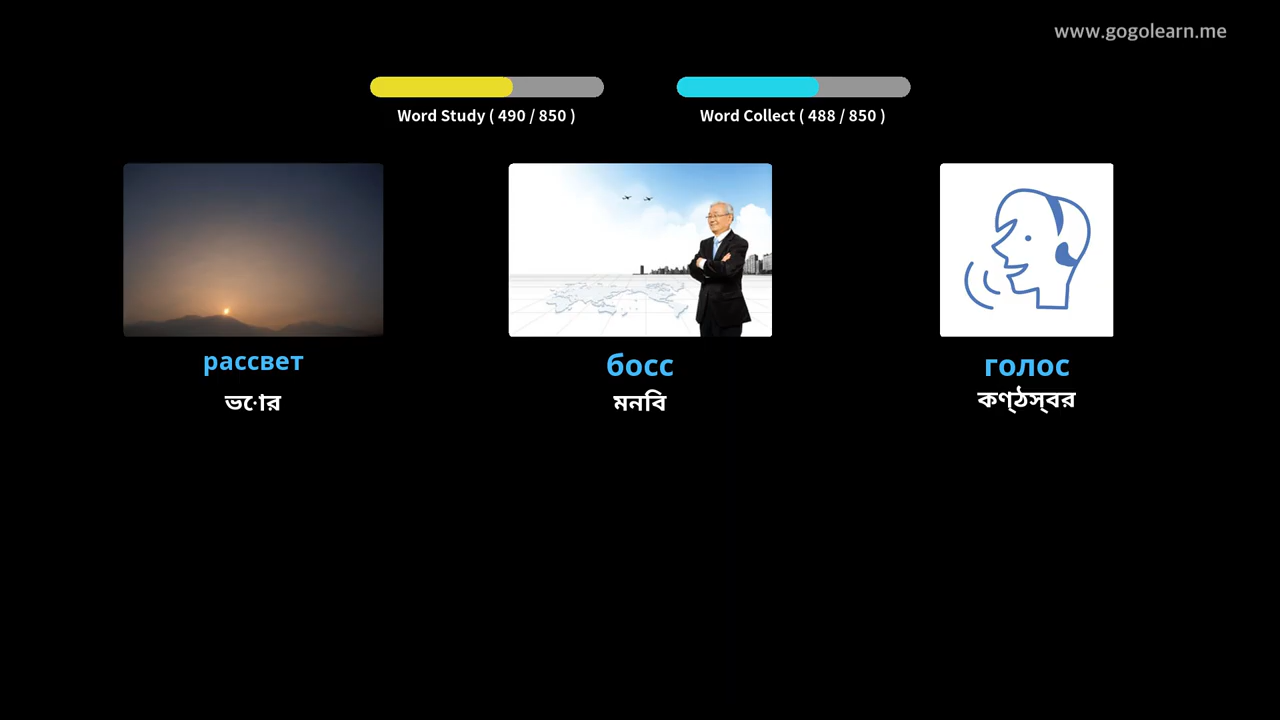 www.gogolearn.me
Word Study ( 490 / 850 )
Word Collect ( 488 / 850 )
рассвет
босс
голос
ভোর
মনিব
কণ্ঠস্বর